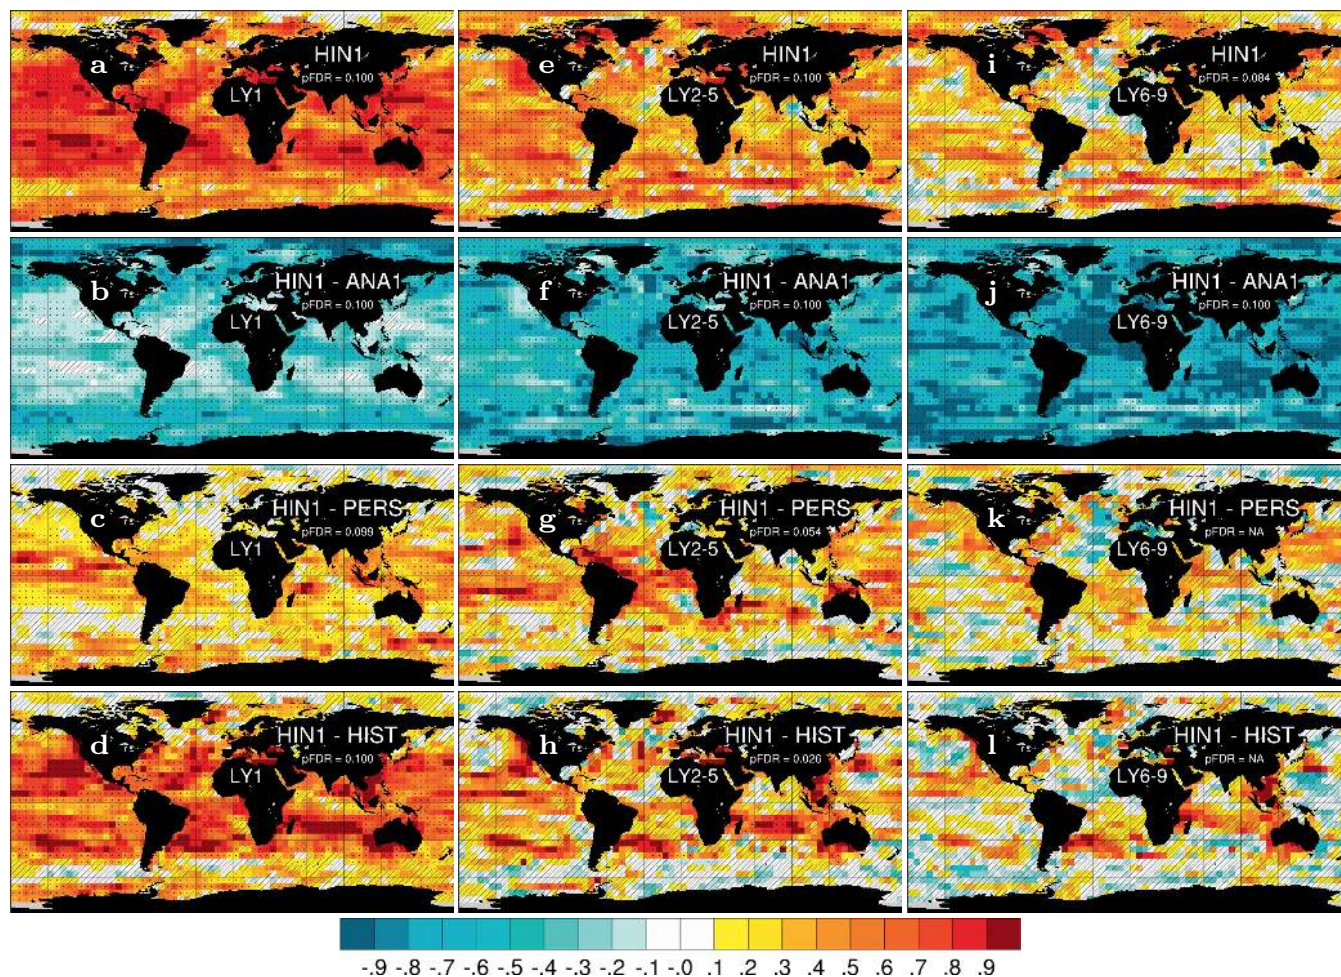 a HIN1
pFDR = 0.100
LY1
e HIN1
pFDR = 0.100
LY2-5
i HIN1
pFDR = 0.084
LY6-9
b HIN1 - ANA1
pFDR = 0.100
LY1
f HIN1 - ANA1
pFDR = 0.100
LY2-5
j HIN1 - ANA1
pFDR = 0.100
LY6-9
c HIN1 - PERS
pFDR = 0.099
LY1
g HIN1 - PERS
pFDR = 0.054
LY2-5
k HIN1 - PERS
pFDR = NA
LY6-9
d HIN1 - HIST
pFDR = 0.100
LY1
h HIN1 - HIST
pFDR = 0.026
LY2-5
l HIN1 - HIST
pFDR = NA
LY6-9
-.9 -.8 -.7 -.6 -.5 -.4 -.3 -.2 -.1 -.0 .1 .2 .3 .4 .5 .6 .7 .8 .9